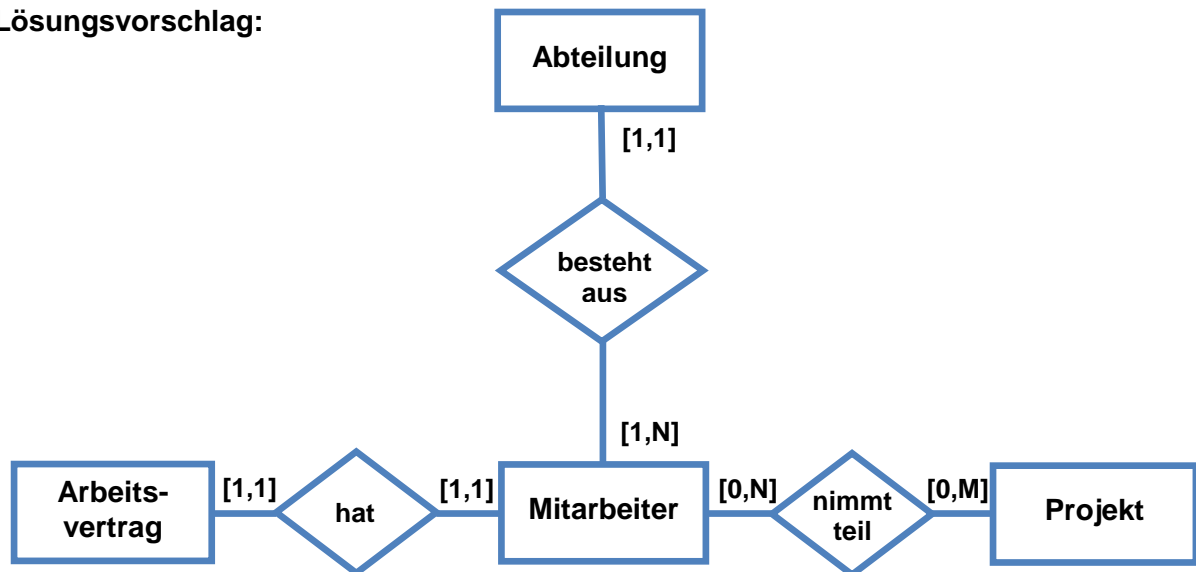 Lösungsvorschlag:
Abteilung
[1,1]
besteht
aus
[1,N]
Arbeits-
vertrag
[1,1]
hat
[1,1]
Mitarbeiter
[0,N]
nimmt
teil
[0,M]
Projekt